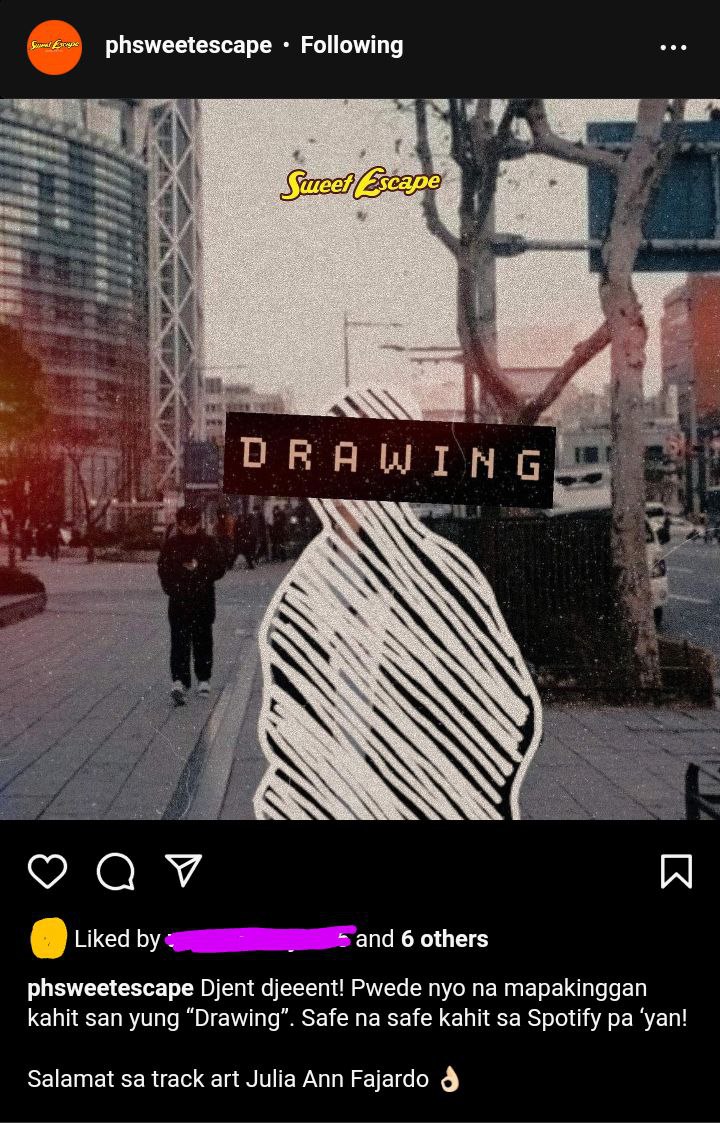 Sweet Escape
phsweetescape • Following
Sweet Escape
DRAWING
Liked by and 6 others
phsweetescape Djent djeeent! Pwede nyo na mapakinggan
kahit san yung “Drawing”. Safe na safe kahit sa Spotify pa ‘yan!
Salamat sa track art Julia Ann Fajardo 👌🏻